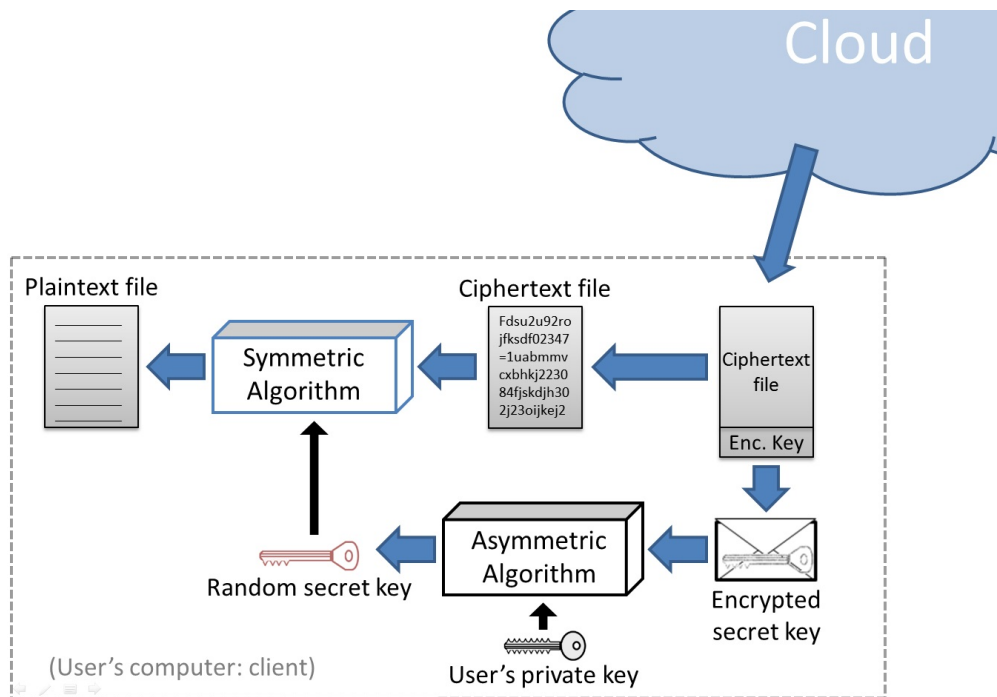 Cloud
Plaintext file
Ciphertext file
Symmetric
Algorithm
Fdsu2u92ro
jfksdf02347
=1uabmmv
cxbhkj2230
84fjskdjh30
2j23oijkej2
Ciphertext
file
Enc. Key
Asymmetric
Algorithm
Random secret key
Encrypted
secret key
User's private key
(User's computer: client)